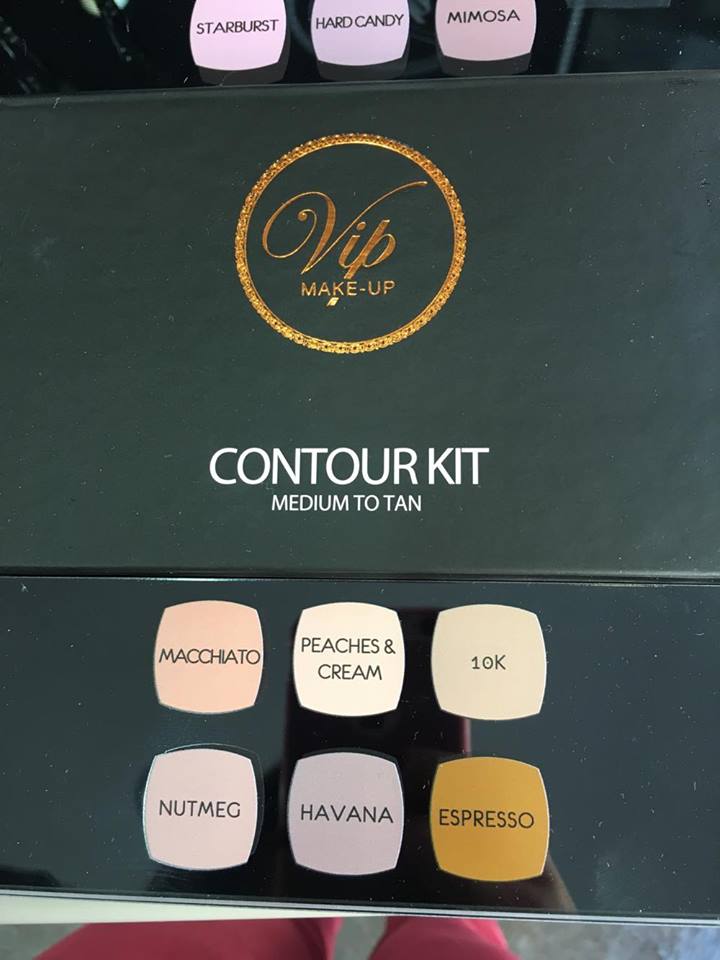 STARBURST
HARD CANDY
MIMOSA
Vip
MAKE-UP
CONTOUR KIT
MEDIUM TO TAN
MACCHIATO
PEACHES &
CREAM
10K
NUTMEG
HAVANA
ESPRESSO